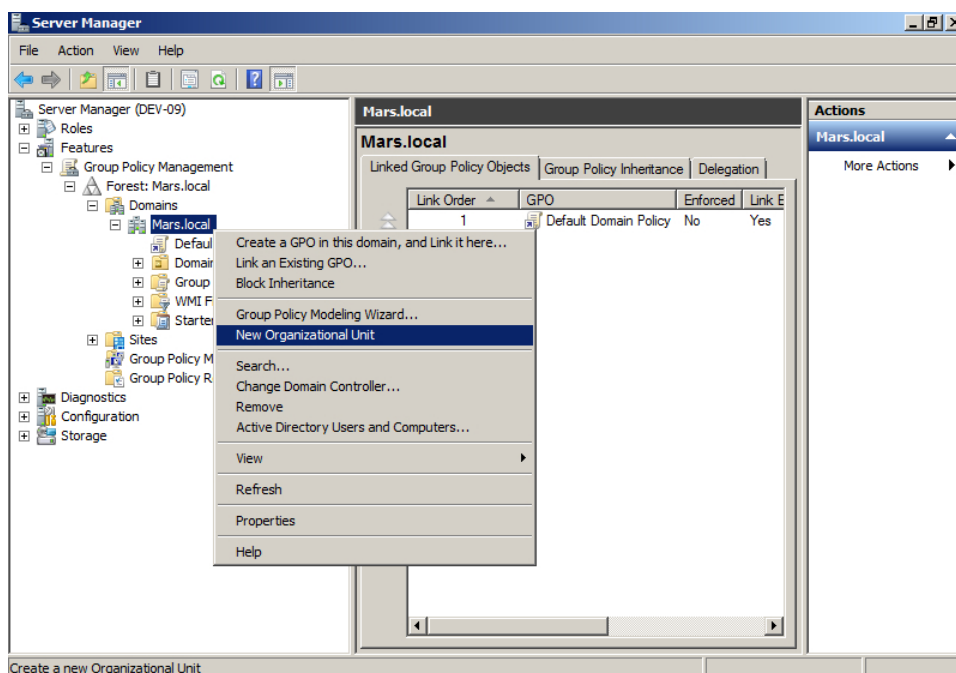 Server Manager
File Action View Help
Server Manager (DEV-09)
Roles
Features
Group Policy Management
Forest: Mars.local
Domains
Mars.local
Defaul
Domain
Group
WMI F
Starte
Sites
Group Policy M
Group Policy R
Diagnostics
Configuration
Storage
Create a GPO in this domain, and Link it here...
Link an Existing GPO...
Block Inheritance
Group Policy Modeling Wizard...
New Organizational Unit
Search...
Change Domain Controller...
Remove
Active Directory Users and Computers...
View
Refresh
Properties
Help
Mars.local
Mars.local
Linked Group Policy Objects Group Policy Inheritance Delegation
Link Order GPO Enforced Link E
1 Default Domain Policy No Yes
Actions
Mars.local
More Actions
Create a new Organizational Unit